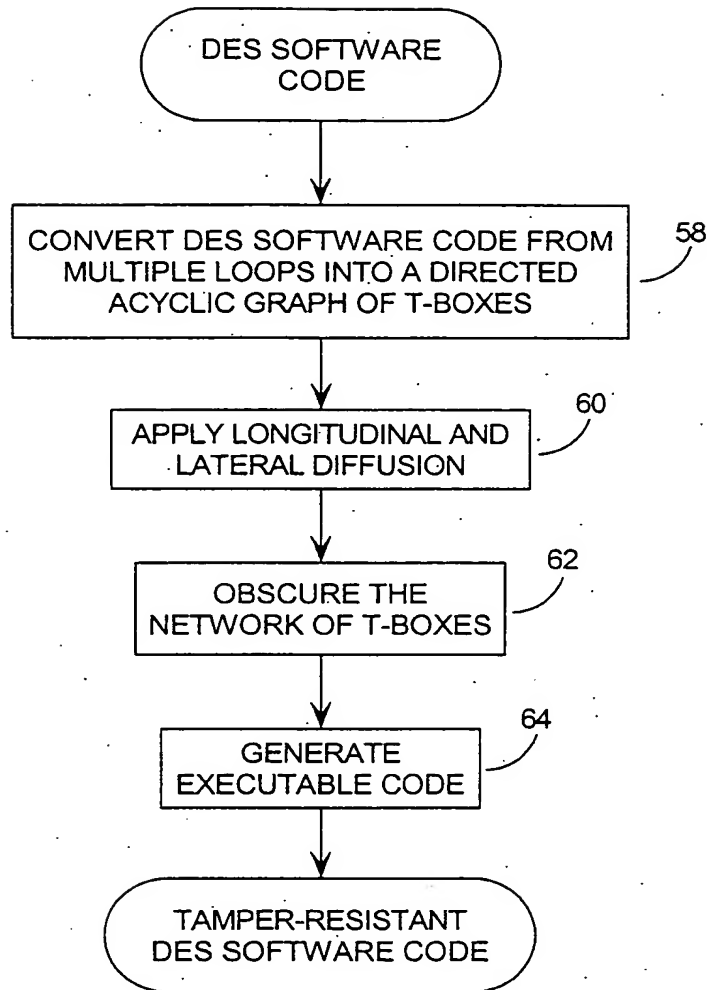 DES SOFTWARE
CODE
CONVERT DES SOFTWARE CODE FROM
MULTIPLE LOOPS INTO A DIRECTED
ACYCLIC GRAPH OF T-BOXES
58
APPLY LONGITUDINAL AND
LATERAL DIFFUSION
60
OBSCURE THE
NETWORK OF T-BOXES
62
GENERATE
EXECUTABLE CODE
64
TAMPER-RESISTANT
DES SOFTWARE CODE